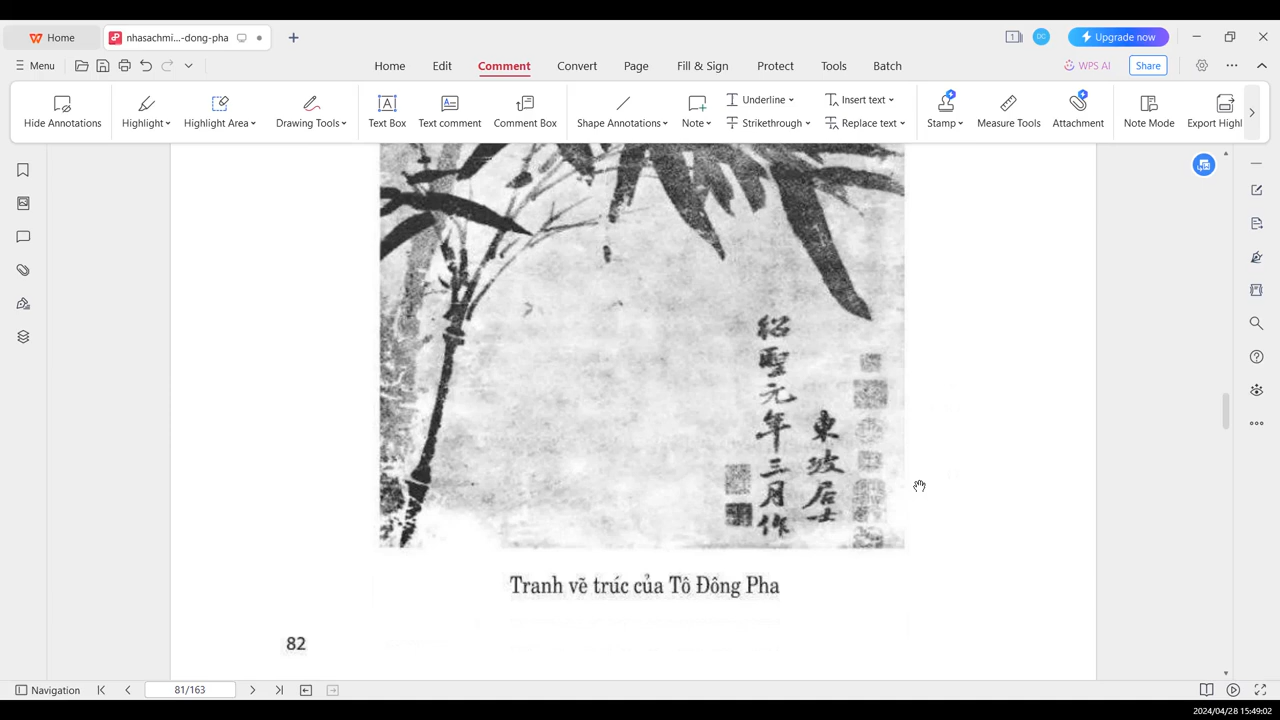 Home
nhasachmi...-dong-pha
1
DC
Upgrade now
Menu
Home
Edit
Comment
Convert
Page
Fill & Sign
Protect
Tools
Batch
WPS AI
Share
Hide Annotations
Highlight
Highlight Area
Drawing Tools
Text Box
Text comment
Comment Box
Shape Annotations
Note
Underline
Strikethrough
Insert text
Replace text
Stamp
Measure Tools
Attachment
Note Mode
Export Highl
東坡居士
紹聖元年三月作
Tranh vẽ trúc của Tô Đông Pha
82
Navigation
81/163
2024/04/28 15:49:02